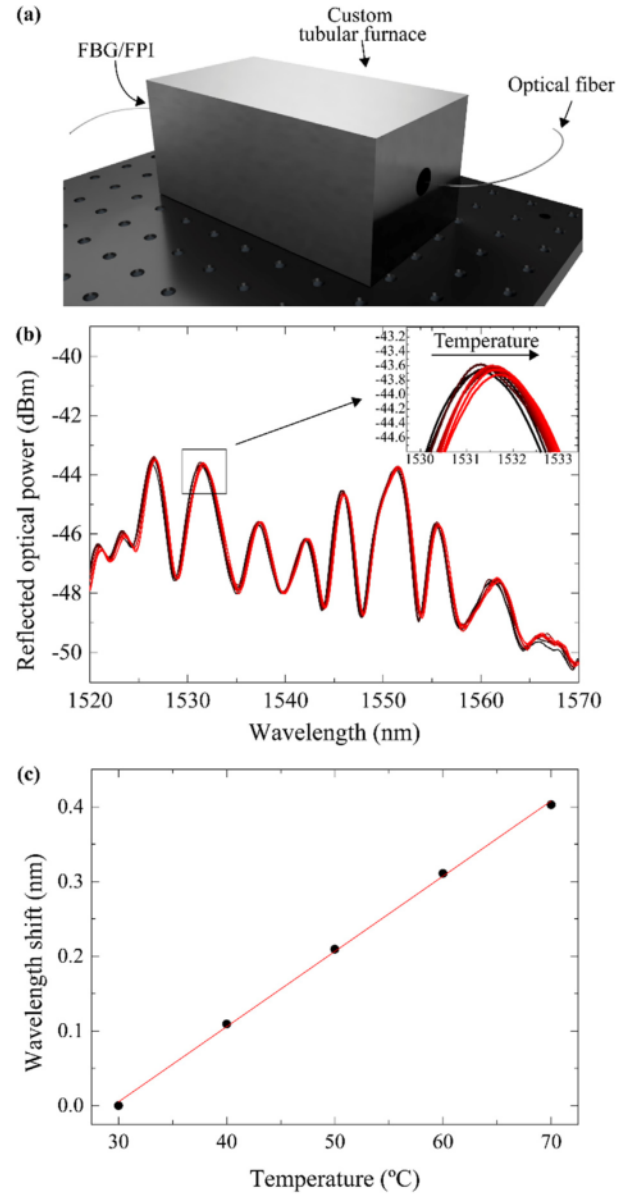 (a)
Custom
tubular furnace
FBG/FPI
Optical fiber
(b)
-40
-42
-44
-46
-48
-50
Reflected optical power (dBm)
1520
1530
1540
1550
1560
1570
Wavelength (nm)
-43.2
-43.4
-43.6
-43.8
-44.0
-44.2
-44.4
-44.6
Temperature
1530
1531
1532
1533
(c)
0.4
0.3
0.2
0.1
0.0
Wavelength shift (nm)
30
40
50
60
70
Temperature (ºC)